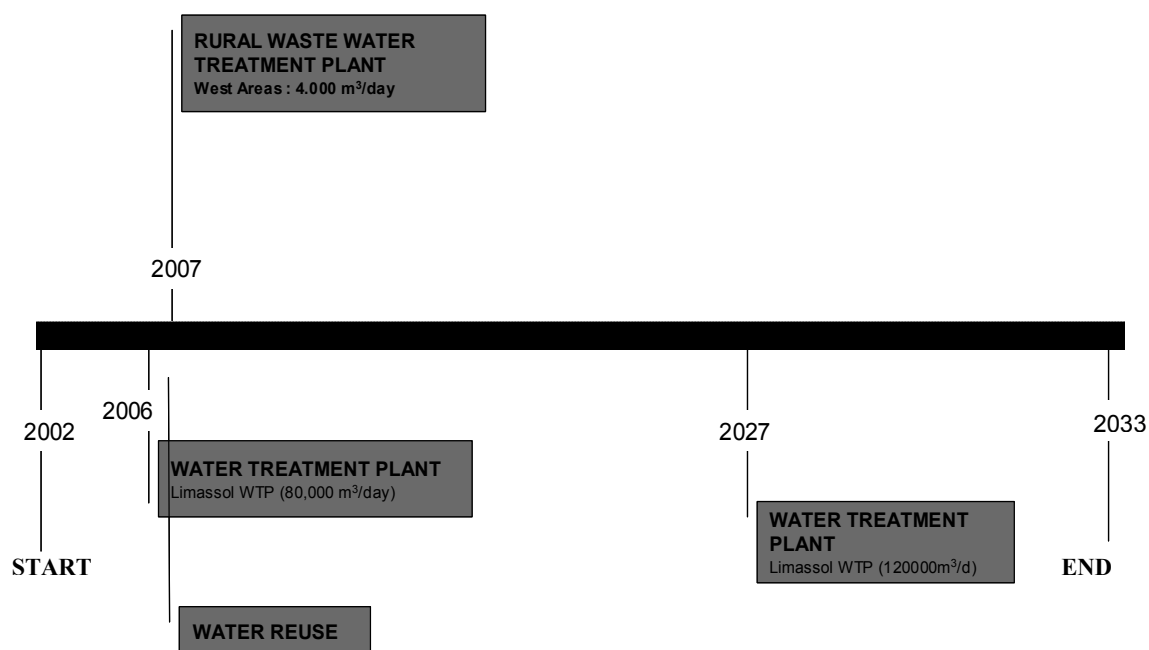 RURAL WASTE WATER
TREATMENT PLANT
West Areas : 4.000 m³/day
2007
2006
2002
2027
2033
WATER TREATMENT PLANT
Limassol WTP (80,000 m³/day)
WATER TREATMENT
PLANT
Limassol WTP (120000m³/d)
START
END
WATER REUSE